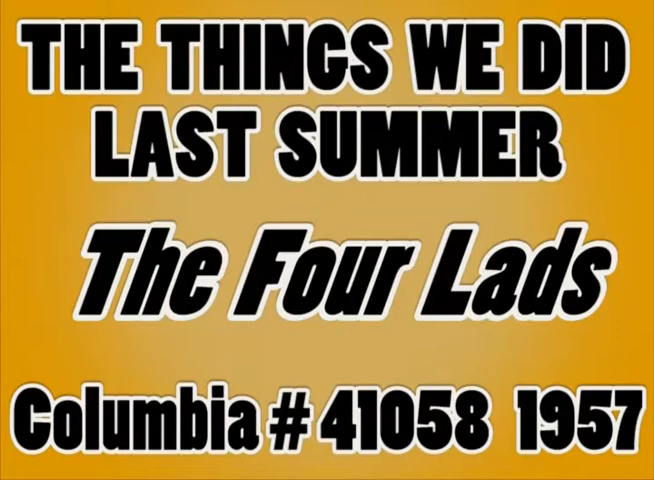 THE THINGS WE DID
LAST SUMMER
The Four Lads
Columbia # 41058 1957